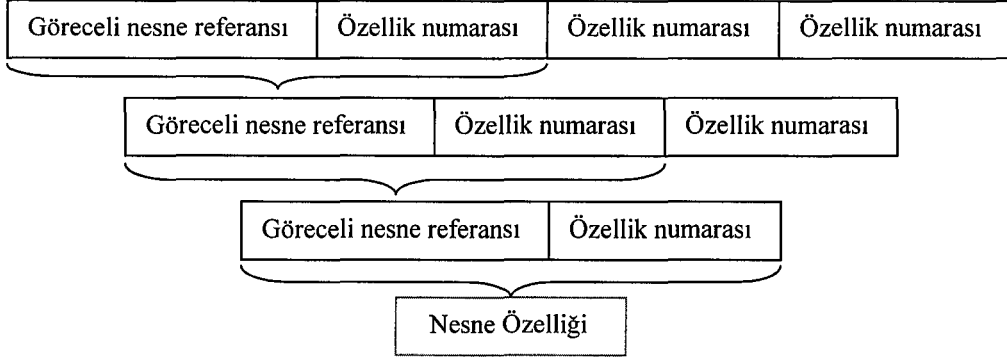 Göreceli nesne referansı Özellik numarası Özellik numarası Özellik numarası
Göreceli nesne referansı Özellik numarası Özellik numarası
Göreceli nesne referansı Özellik numarası
Nesne Özelliği